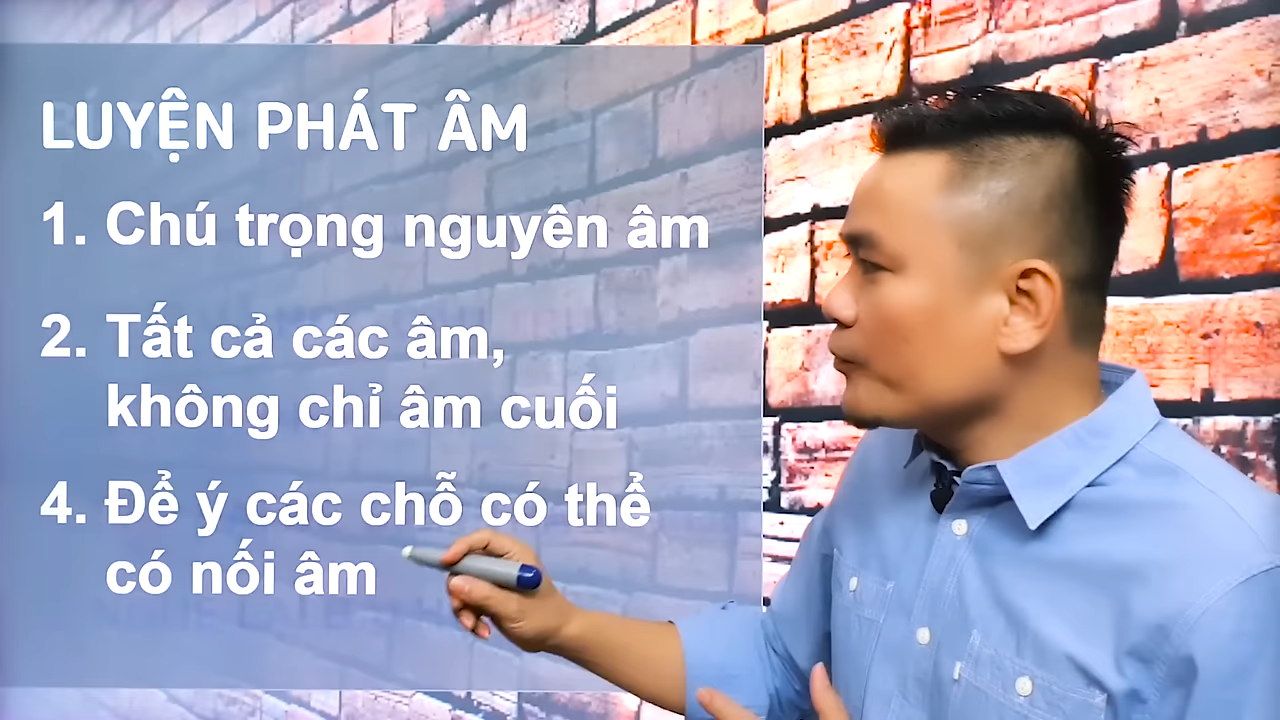 LUYỆN PHÁT ÂM
1. Chú trọng nguyên âm
2. Tất cả các âm,
không chỉ âm cuối
4. Để ý các chỗ có thể
có nối âm